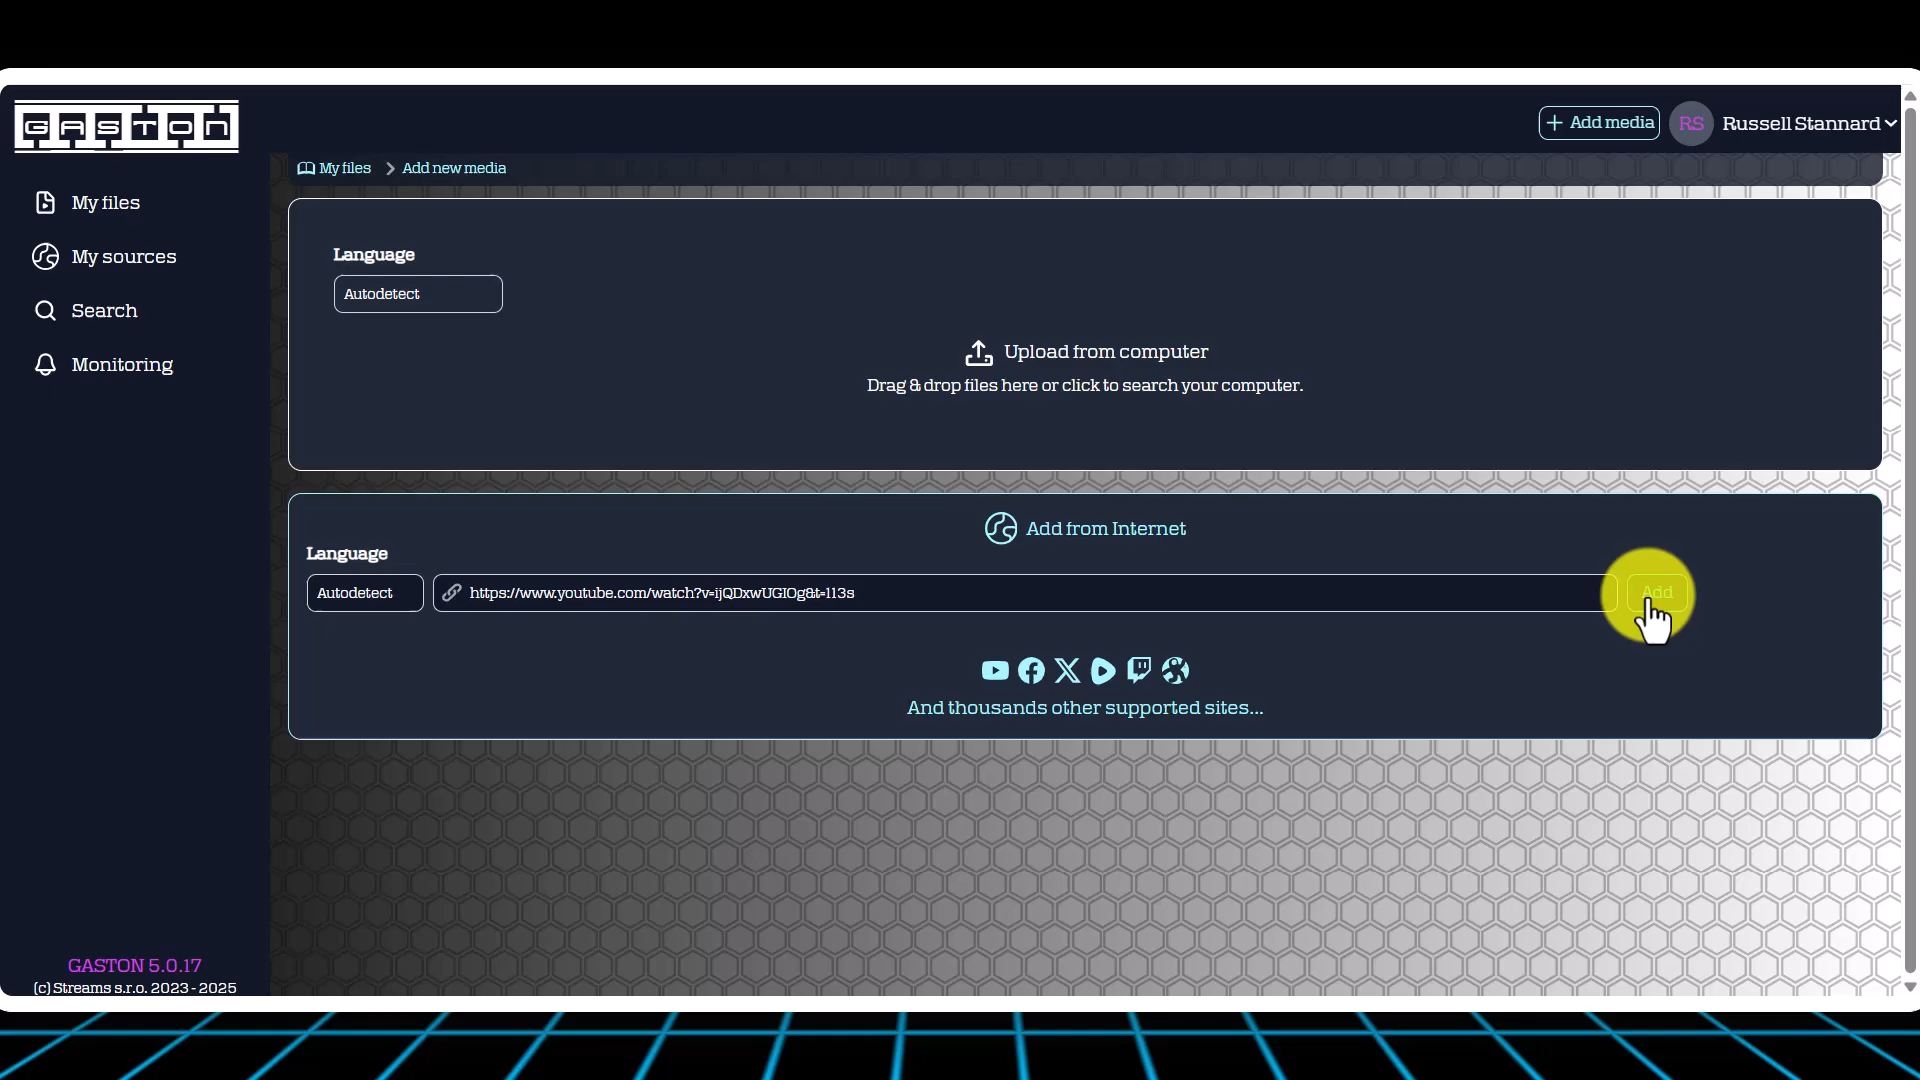 GASTON
Add media
RS
Russell Stannard
My files
Add new media
My files
My sources
Search
Monitoring
Language
Autodetect
Upload from computer
Drag & drop files here or click to search your computer.
Add from Internet
Language
Autodetect
https://www.youtube.com/watch?v=ijQDxwUGIOg&t=113s
Add
And thousands other supported sites...
GASTON 5.0.17
(c) Streams s.r.o. 2023 - 2025